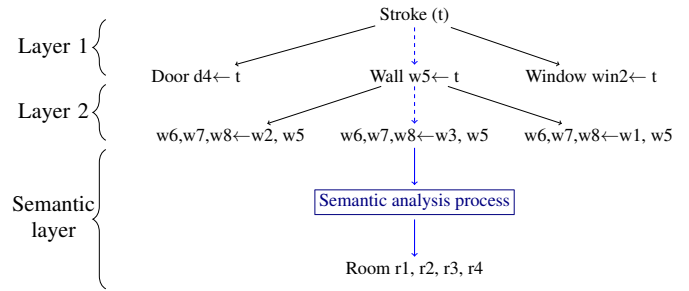 Stroke (t)
Layer 1
Door d4← t
Wall w5← t
Window win2← t
Layer 2
w6,w7,w8←w2, w5
w6,w7,w8←w3, w5
w6,w7,w8←w1, w5
Semantic
layer
Semantic analysis process
Room r1, r2, r3, r4